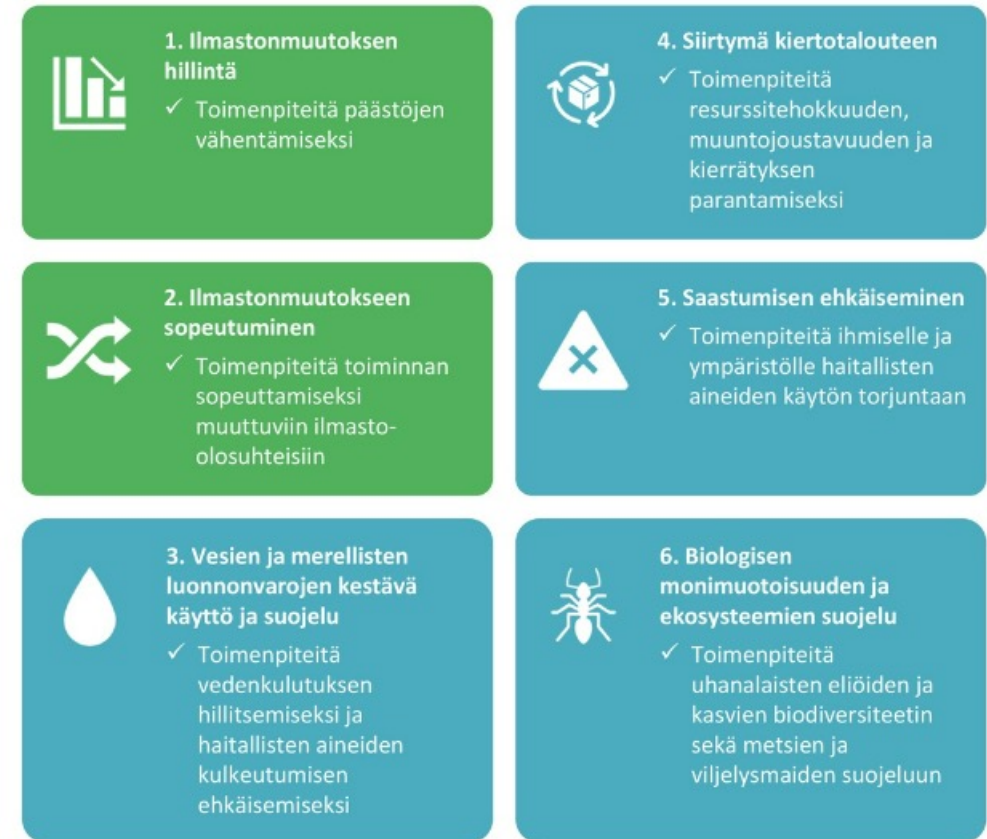 1. Ilmastonmuutoksen
hillintä
✓ Toimenpiteitä päästöjen
vähentämiseksi
2. Ilmastonmuutokseen
sopeutuminen
✓ Toimenpiteitä toiminnan
sopeuttamiseksi
muuttuviin ilmasto-
olosuhteisiin
3. Vesien ja merellisten
luonnonvarojen kestävä
käyttö ja suojelu
✓ Toimenpiteitä
vedenkulutuksen
hillitsemiseksi ja
haitallisten aineiden
kulkeutumisen
ehkäisemiseksi
4. Siirtymä kiertotalouteen
✓ Toimenpiteitä
resurssitehokkuuden,
muuntojoustavuuden ja
kierrätyksen
parantamiseksi
5. Saastumisen ehkäiseminen
✓ Toimenpiteitä ihmiselle ja
ympäristölle haitallisten
aineiden käytön torjuntaan
6. Biologisen
monimuotoisuuden ja
ekosysteemien suojelu
✓ Toimenpiteitä
uhanalaisten eliöiden ja
kasvien biodiversiteetin
sekä metsien ja
viljelysmaiden suojeluun